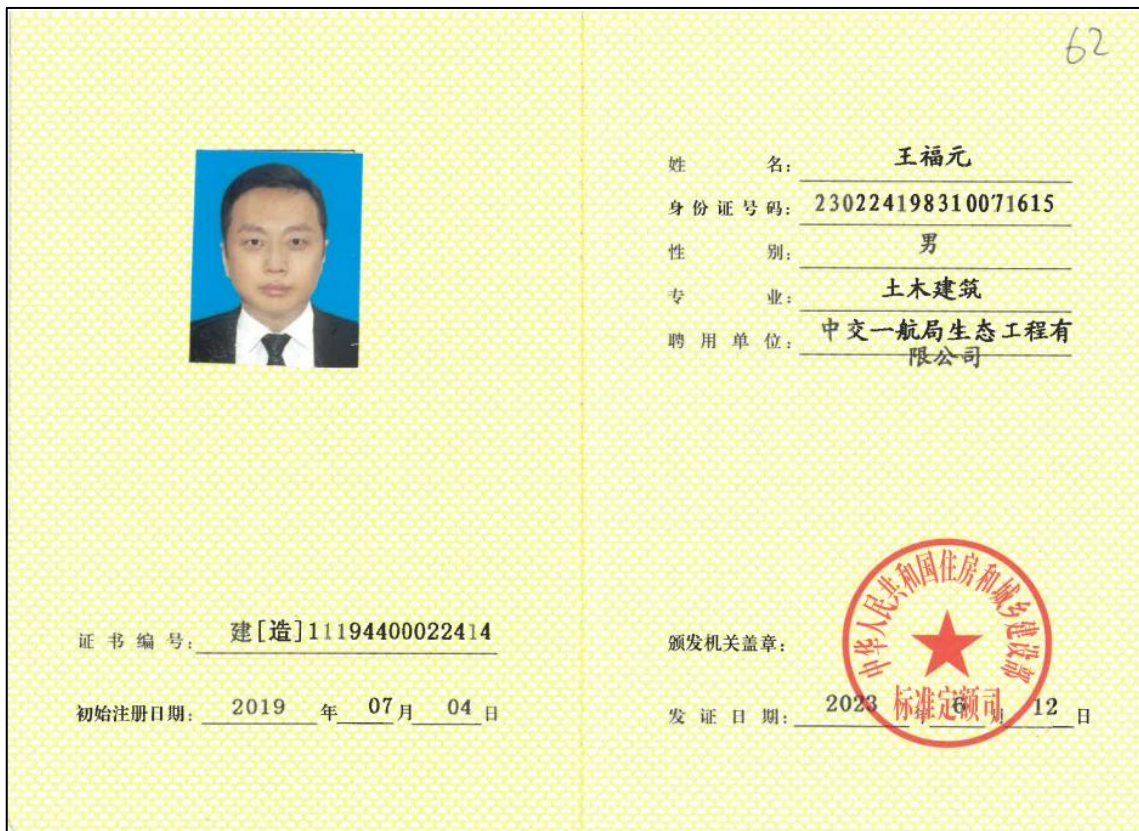 62
姓 名: 王福元
身份证号码: 230224198310071615
性 别: 男
专 业: 土木建筑
聘用单位: 中交一航局生态工程有
限公司
证书编号: 建[造]11194400022414
初始注册日期: 2019 年 07 月 04 日
颁发机关盖章:
中华人民共和国住房和城乡建设部
标准定额司
发证日期: 2023 年 6 月 12 日